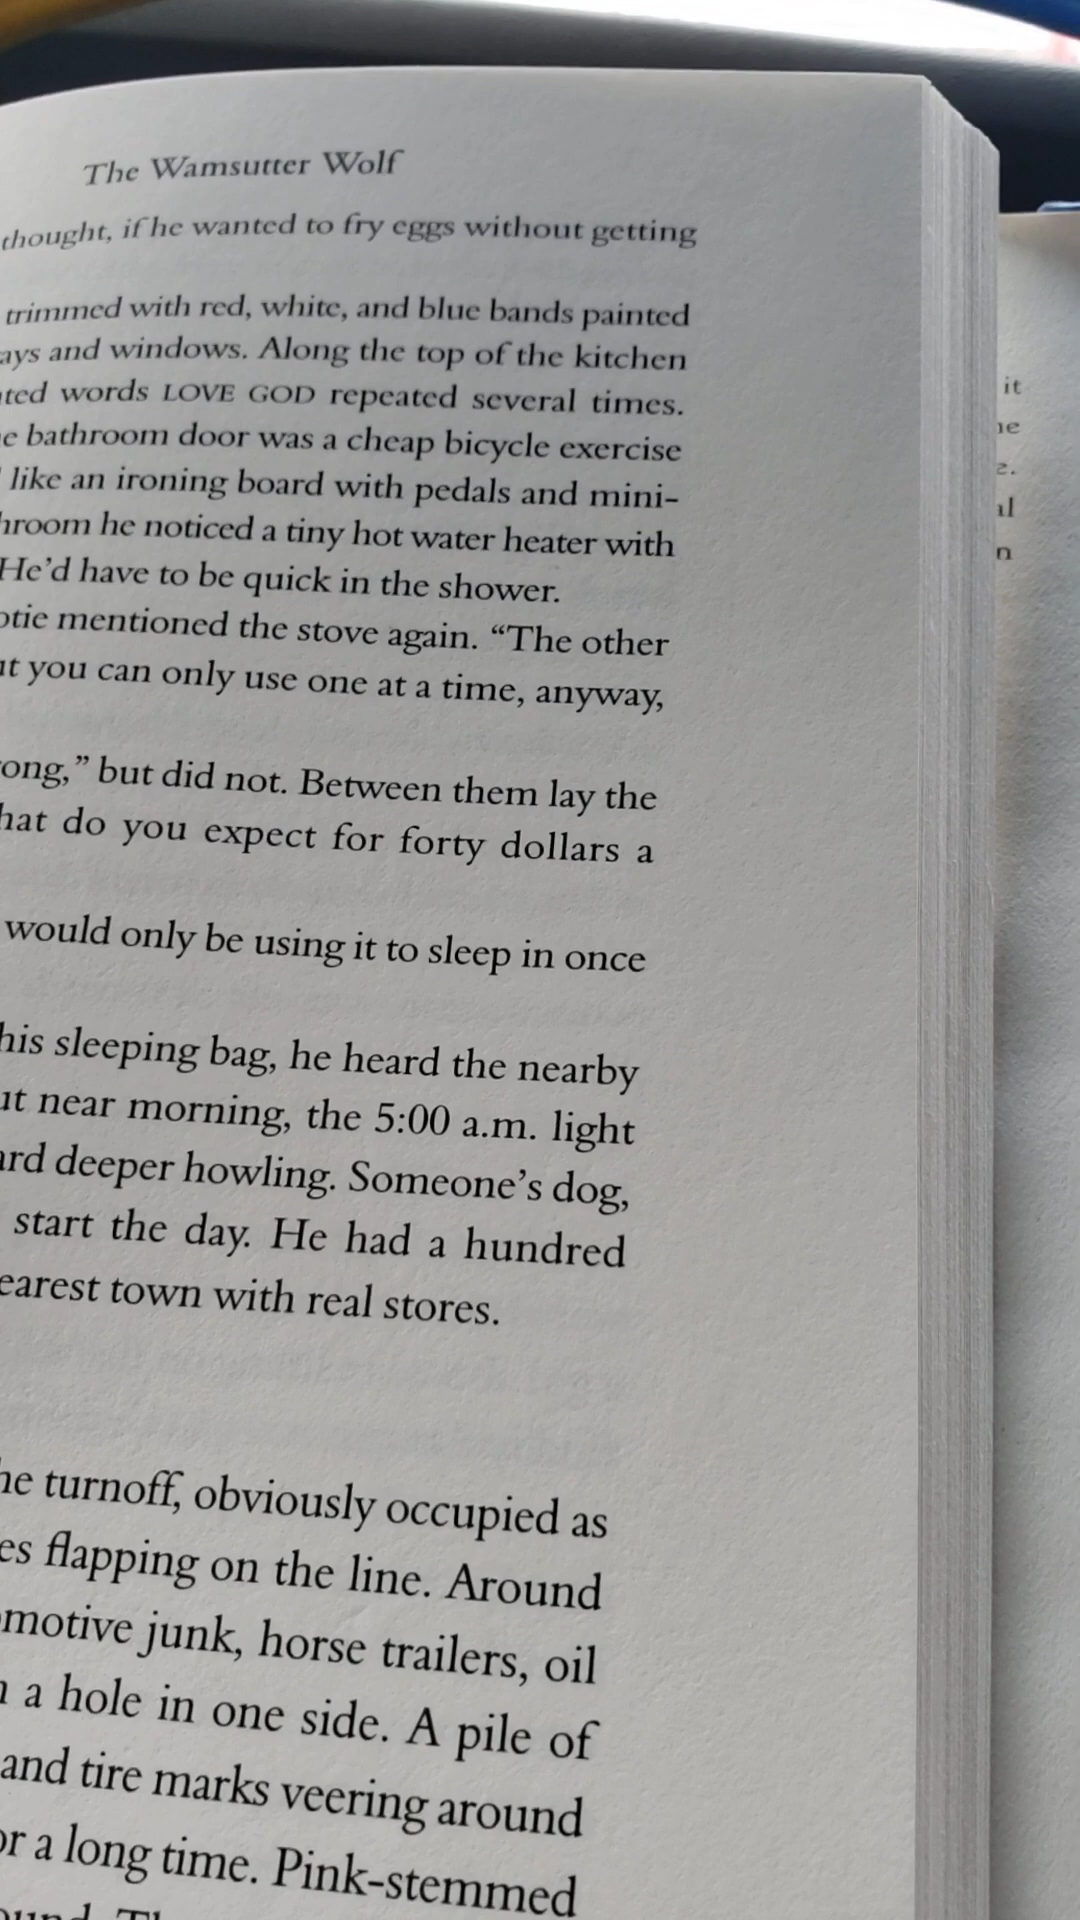 The Wamsutter Wolf
thought, if he wanted to fry eggs without getting
trimmed with red, white, and blue bands painted
ays and windows. Along the top of the kitchen
ted words LOVE GOD repeated several times.
e bathroom door was a cheap bicycle exercise
like an ironing board with pedals and mini-
hroom he noticed a tiny hot water heater with
He'd have to be quick in the shower.
otie mentioned the stove again. “The other
ut you can only use one at a time, anyway,
ong,” but did not. Between them lay the
hat do you expect for forty dollars a
would only be using it to sleep in once
his sleeping bag, he heard the nearby
ut near morning, the 5:00 a.m. light
ard deeper howling. Someone's dog,
start the day. He had a hundred
earest town with real stores.
he turnoff, obviously occupied as
es flapping on the line. Around
motive junk, horse trailers, oil
a hole in one side. A pile of
and tire marks veering around
or a long time. Pink-stemmed
it
ne
e.
al
n